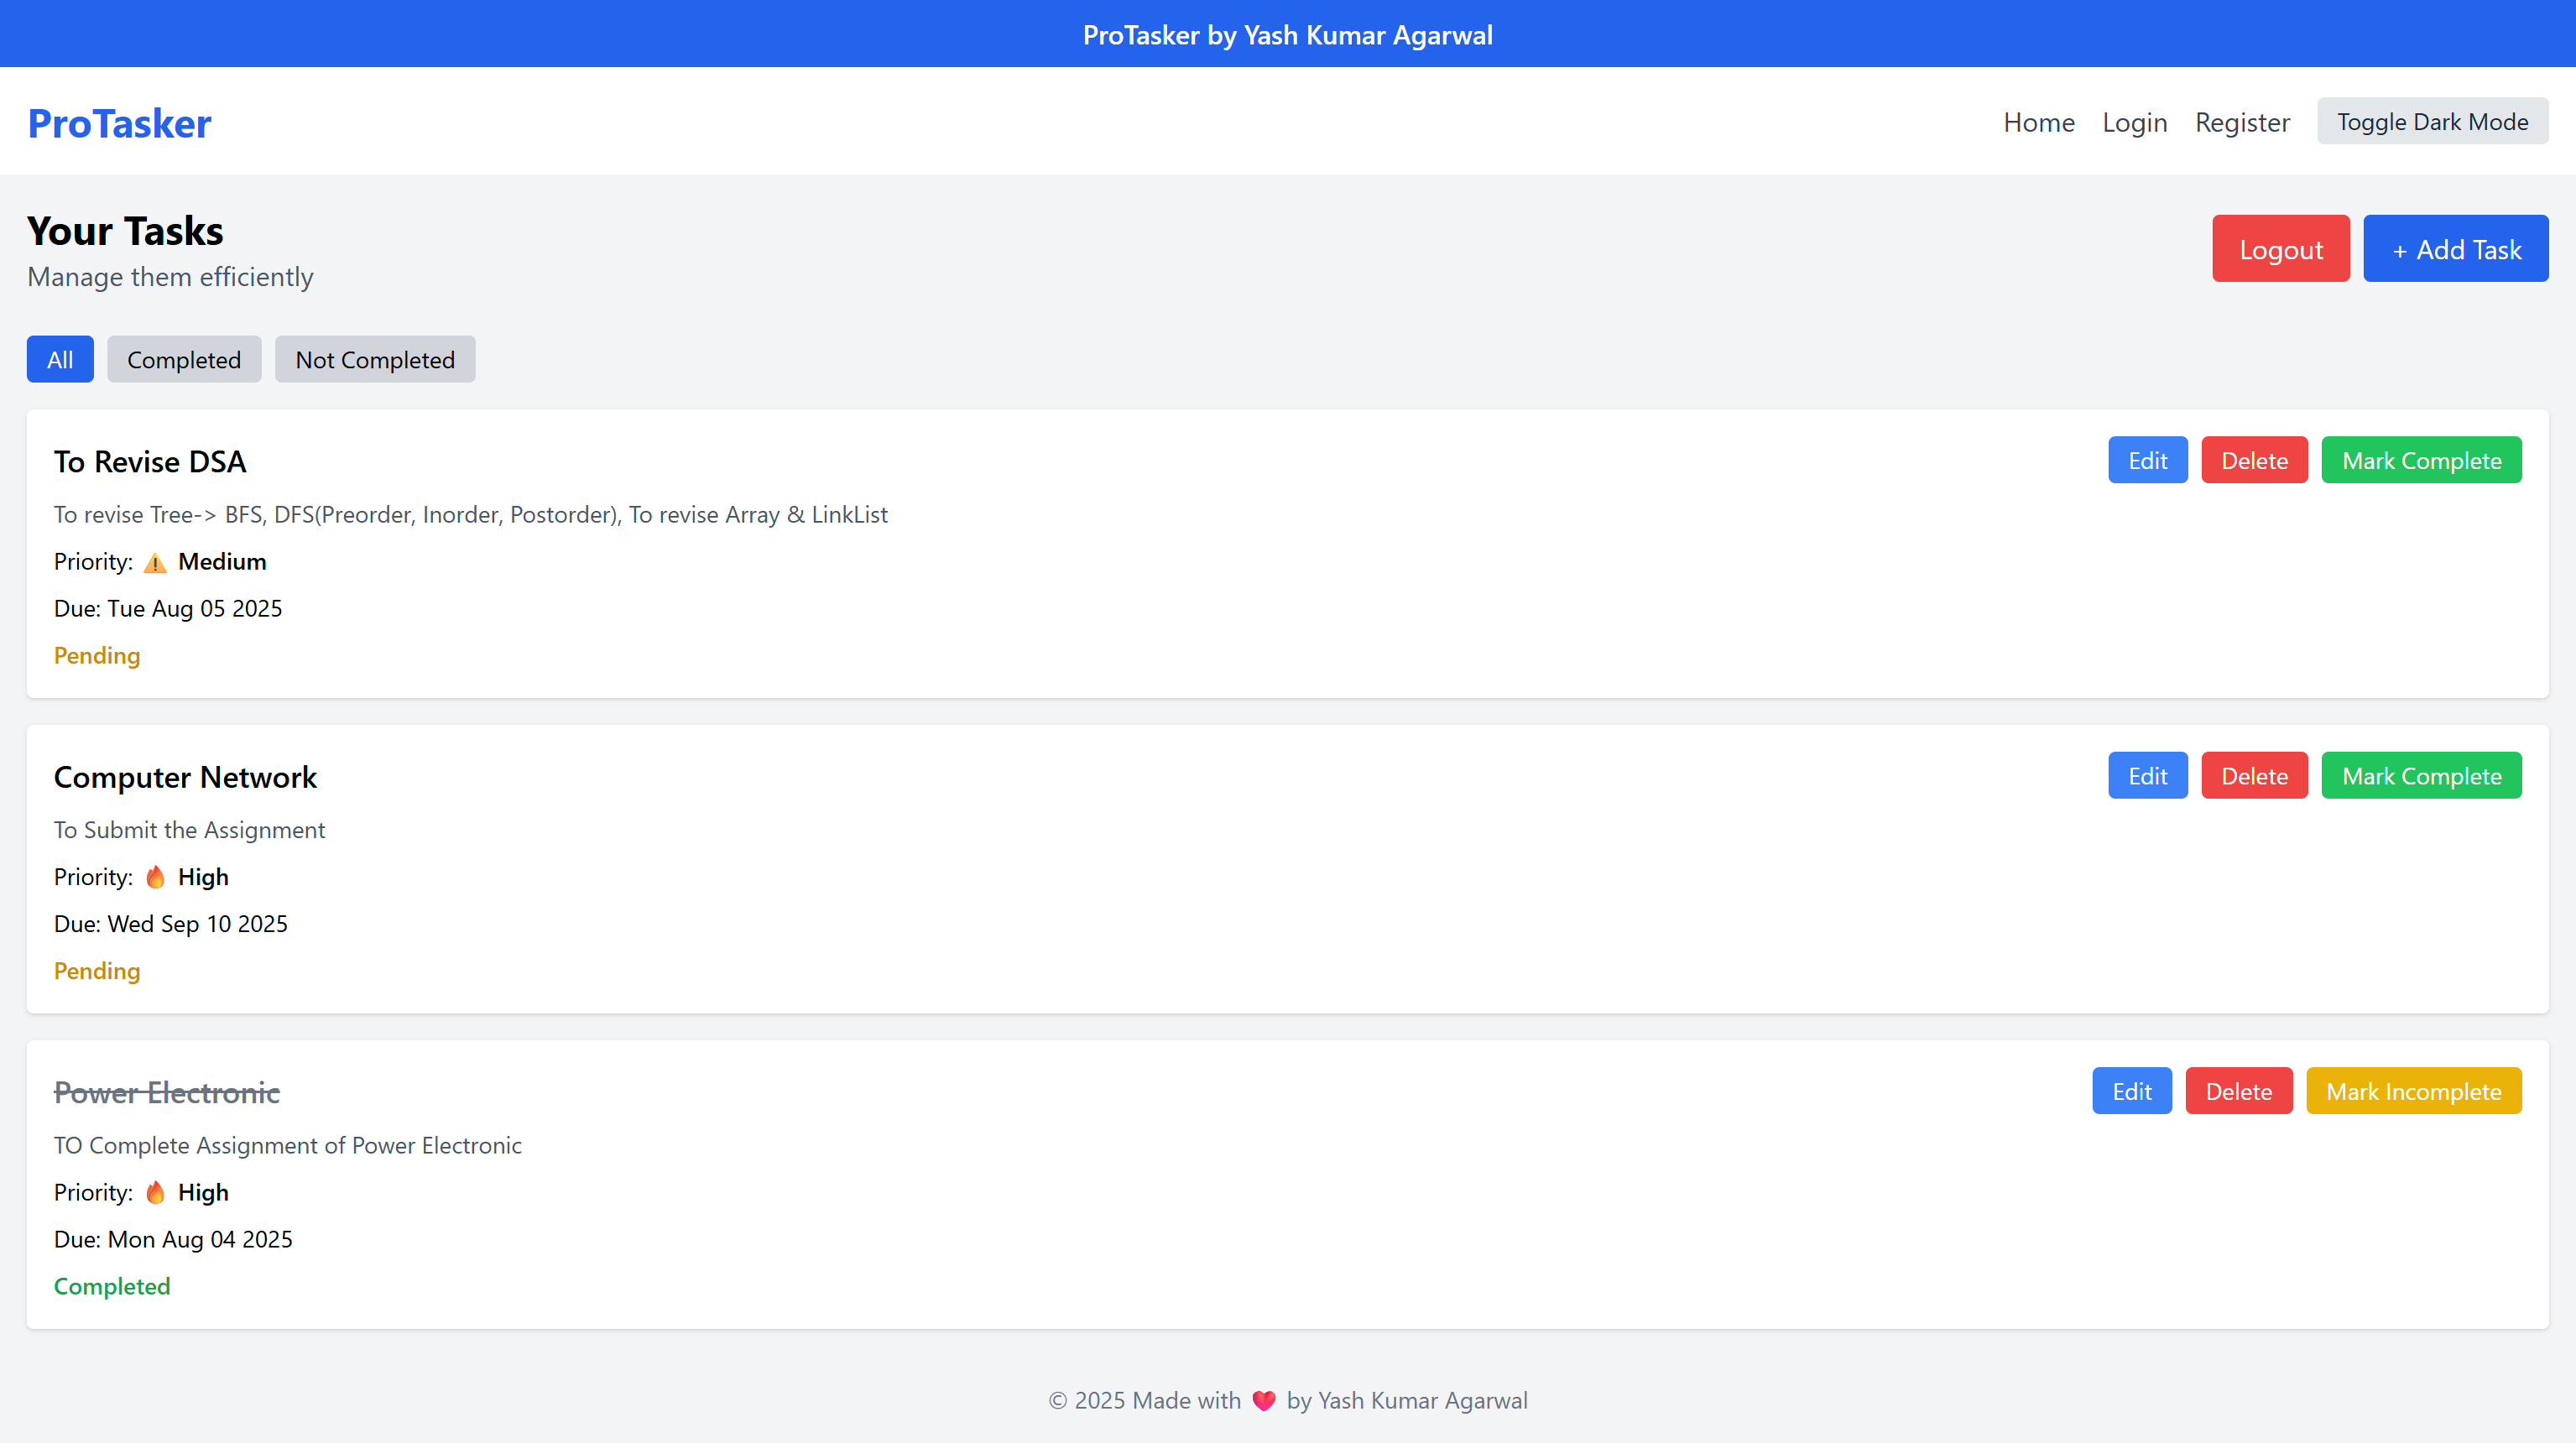 ProTasker by Yash Kumar Agarwal
ProTasker
Home Login Register Toggle Dark Mode
Your Tasks
Manage them efficiently
Logout + Add Task
All Completed Not Completed
To Revise DSA
Edit Delete Mark Complete
To revise Tree-> BFS, DFS(Preorder, Inorder, Postorder), To revise Array & LinkList
Priority: ⚠️ Medium
Due: Tue Aug 05 2025
Pending
Computer Network
Edit Delete Mark Complete
To Submit the Assignment
Priority: 🔥 High
Due: Wed Sep 10 2025
Pending
Power Electronic
Edit Delete Mark Incomplete
TO Complete Assignment of Power Electronic
Priority: 🔥 High
Due: Mon Aug 04 2025
Completed
© 2025 Made with ❤️ by Yash Kumar Agarwal